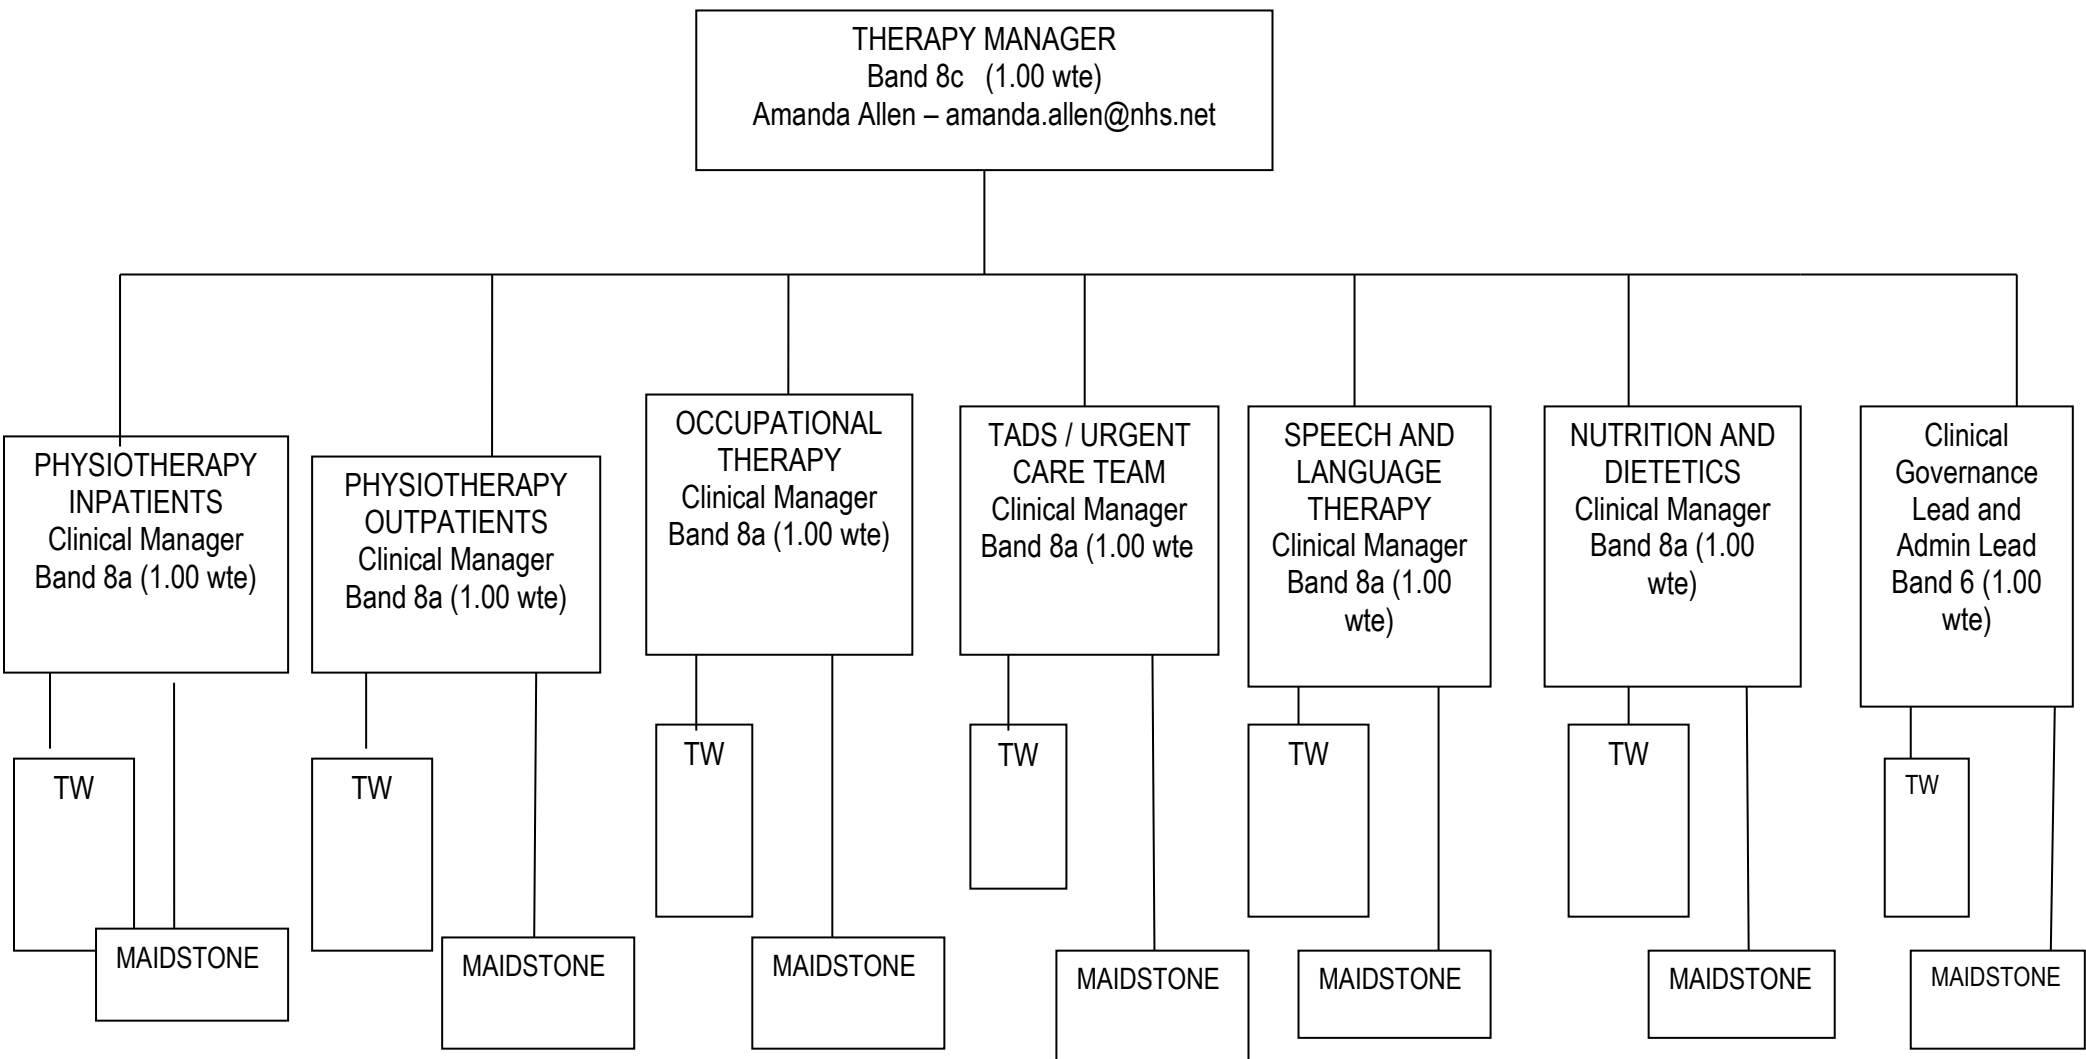 THERAPY MANAGER
Band 8c (1.00 wte)
Amanda Allen – amanda.allen@nhs.net
PHYSIOTHERAPY
INPATIENTS
Clinical Manager
Band 8a (1.00 wte)
PHYSIOTHERAPY
OUTPATIENTS
Clinical Manager
Band 8a (1.00 wte)
OCCUPATIONAL
THERAPY
Clinical Manager
Band 8a (1.00 wte)
TADS / URGENT
CARE TEAM
Clinical Manager
Band 8a (1.00 wte
SPEECH AND
LANGUAGE
THERAPY
Clinical Manager
Band 8a (1.00
wte)
NUTRITION AND
DIETETICS
Clinical Manager
Band 8a (1.00
wte)
Clinical
Governance
Lead and
Admin Lead
Band 6 (1.00
wte)
TW
TW
TW
TW
TW
TW
TW
MAIDSTONE
MAIDSTONE
MAIDSTONE
MAIDSTONE
MAIDSTONE
MAIDSTONE
MAIDSTONE